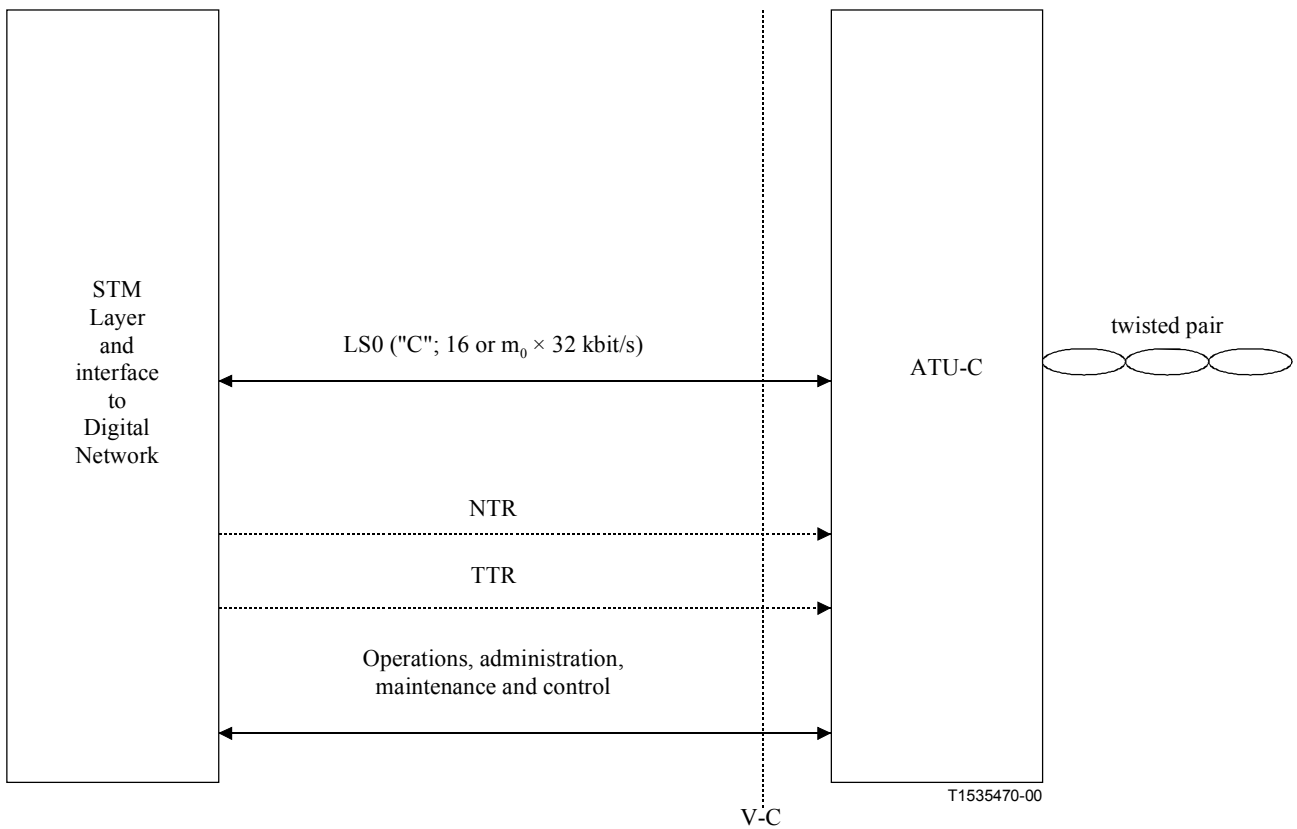 STM
Layer
and
interface
to
Digital
Network
LS0 ("C"; 16 or m₀ × 32 kbit/s)
NTR
TTR
Operations, administration,
maintenance and control
V-C
ATU-C
twisted pair
T1535470-00